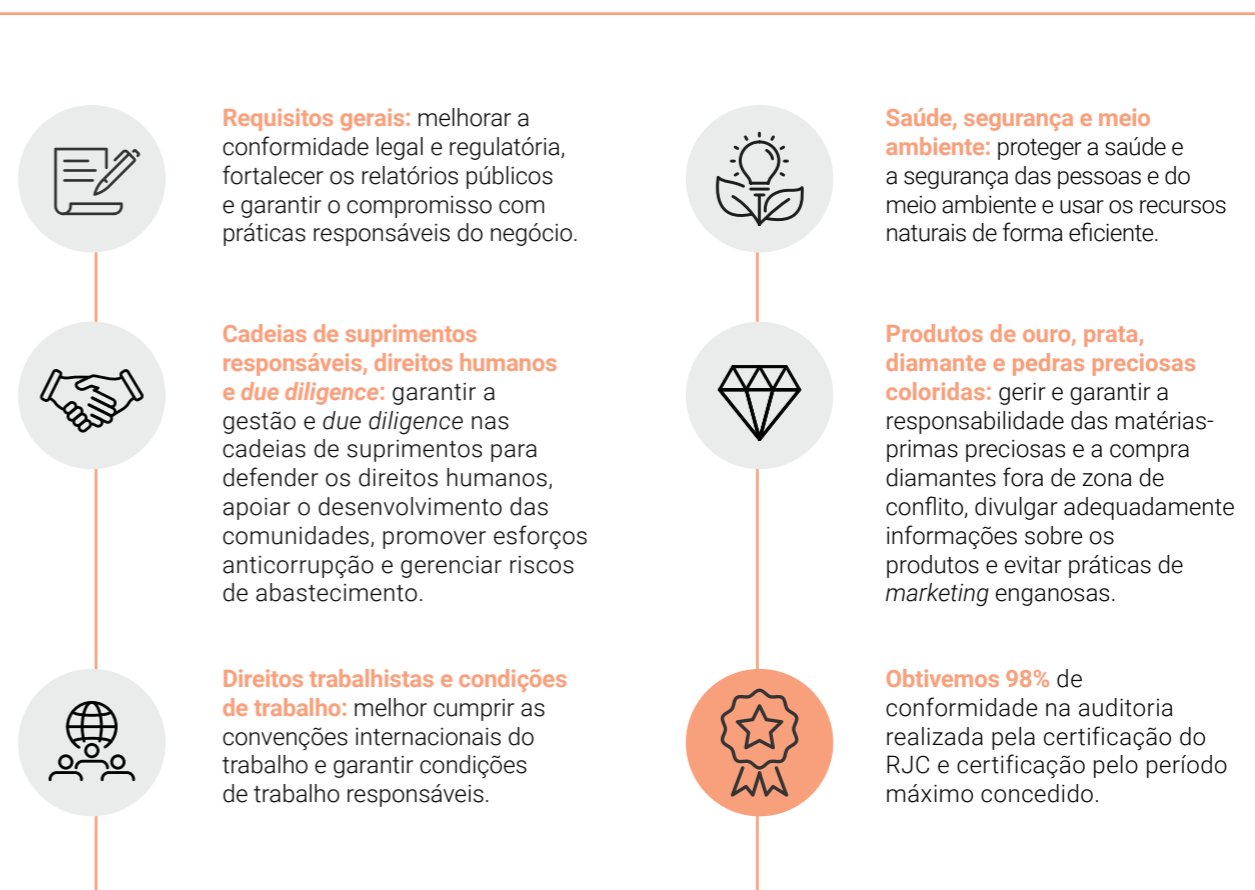 Requisitos gerais: melhorar a
conformidade legal e regulatória,
fortalecer os relatórios públicos
e garantir o compromisso com
práticas responsáveis do negócio.
Cadeias de suprimentos
responsáveis, direitos humanos
e due diligence: garantir a
gestão e due diligence nas
cadeias de suprimentos para
defender os direitos humanos,
apoiar o desenvolvimento das
comunidades, promover esforços
anticorrupção e gerenciar riscos
de abastecimento.
Direitos trabalhistas e condições
de trabalho: melhor cumprir as
convenções internacionais do
trabalho e garantir condições
de trabalho responsáveis.
Saúde, segurança e meio
ambiente: proteger a saúde e
a segurança das pessoas e do
meio ambiente e usar os recursos
naturais de forma eficiente.
Produtos de ouro, prata,
diamante e pedras preciosas
coloridas: gerir e garantir a
responsabilidade das matérias-
primas preciosas e a compra
diamantes fora de zona de
conflito, divulgar adequadamente
informações sobre os
produtos e evitar práticas de
marketing enganosas.
Obtivemos 98% de
conformidade na auditoria
realizada pela certificação do
RJC e certificação pelo período
máximo concedido.